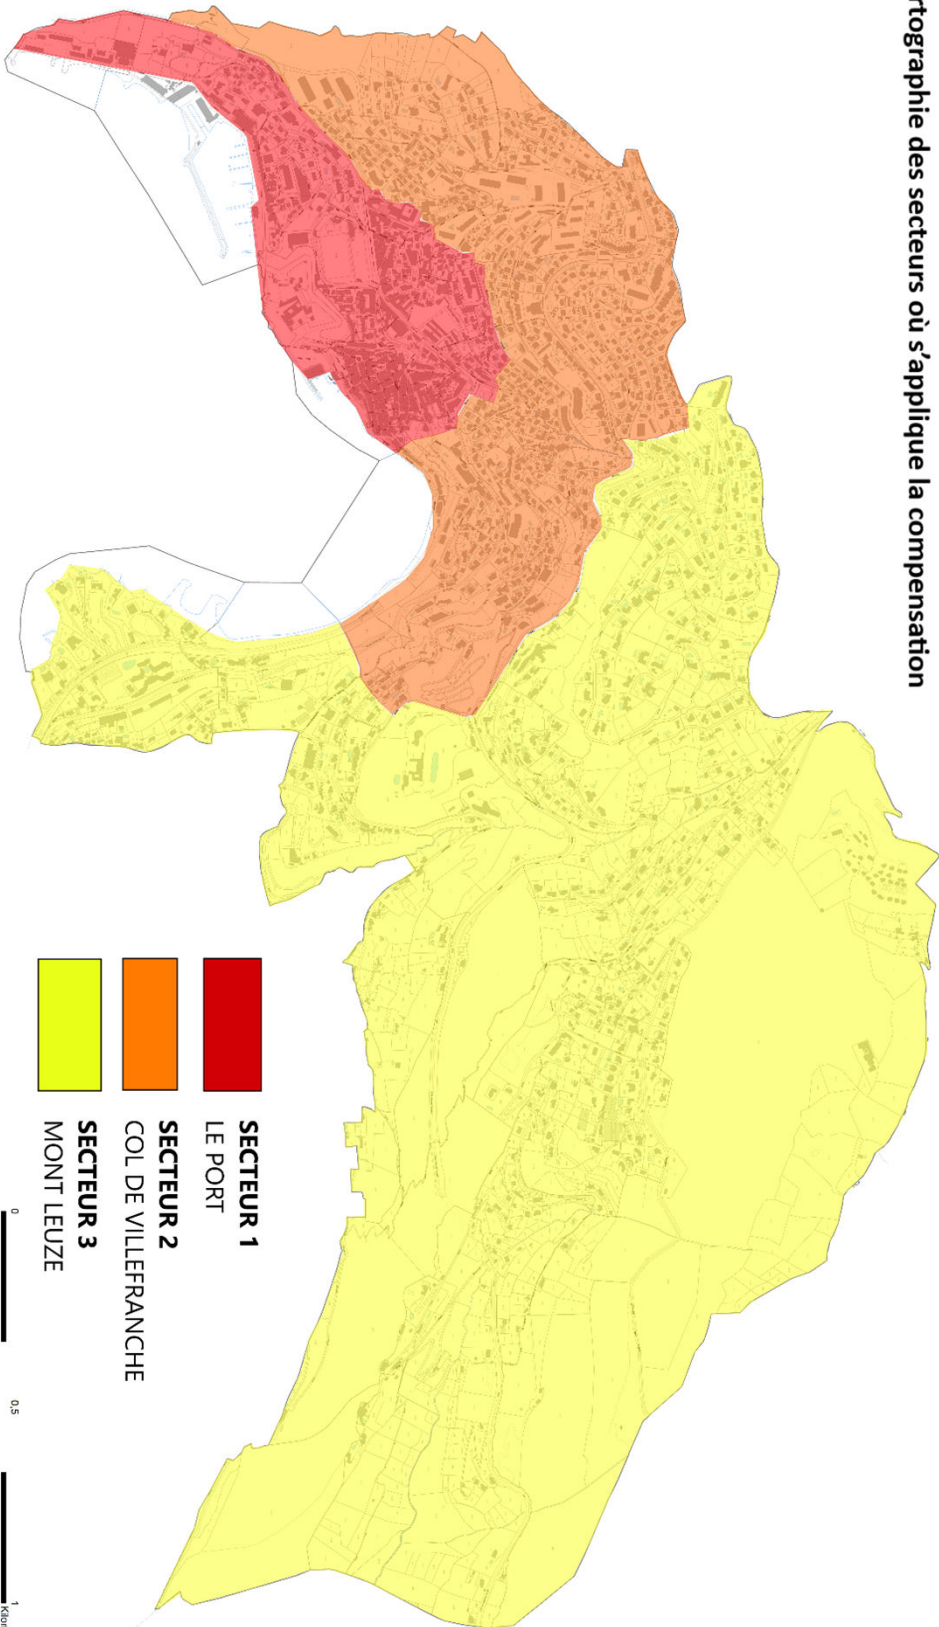 rtographie des secteurs où s'applique la compensation
SECTEUR 1
LE PORT
SECTEUR 2
COL DE VILLEFRANCHE
SECTEUR 3
MONT LEUZE
0
0,5
1
Kilor